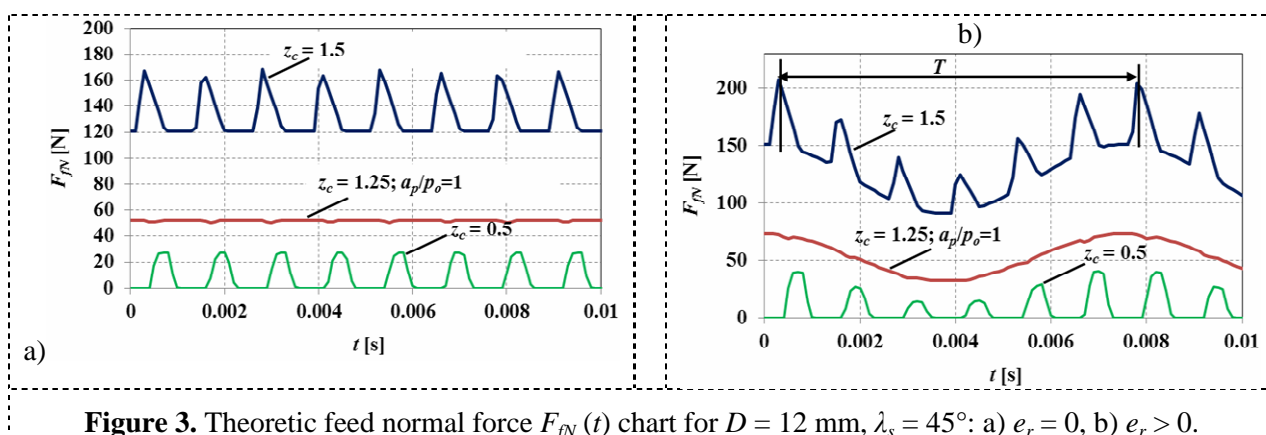 200
180
160
140
120
100
80
60
40
20
0
F_fN [N]
z_c = 1.5
z_c = 1.25; a_p/p_o=1
z_c = 0.5
0 0.002 0.004 0.006 0.008 0.01
t [s]
a)
b)
200
150
100
50
0
F_fN [N]
T
z_c = 1.5
z_c = 1.25; a_p/p_o=1
z_c = 0.5
0 0.002 0.004 0.006 0.008 0.01
t [s]
Figure 3. Theoretic feed normal force F_fN (t) chart for D = 12 mm, λ_s = 45°: a) e_r = 0, b) e_r > 0.